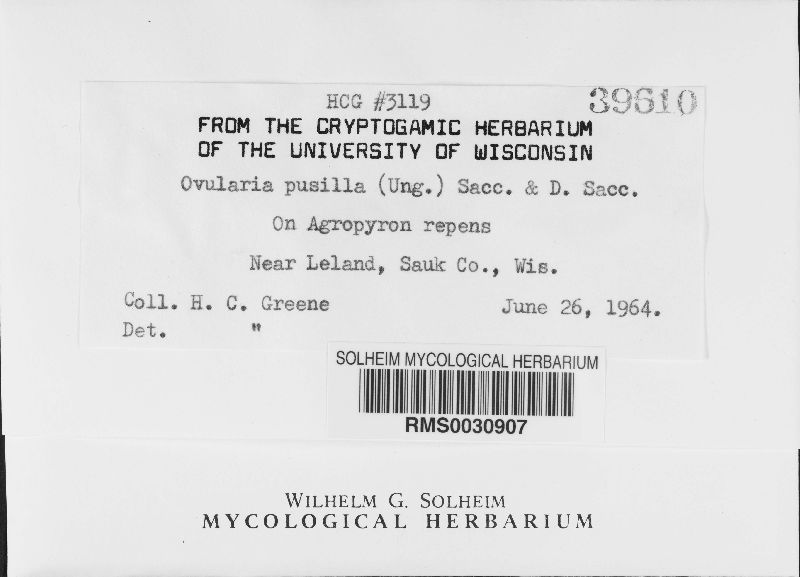 HCG #3119
39610
FROM THE CRYPTOGAMIC HERBARIUM
OF THE UNIVERSITY OF WISCONSIN
Ovularia pusilla (Ung.) Sacc. & D. Sacc.
On Agropyron repens
Near Leland, Sauk Co., Wis.
Coll. H. C. Greene June 26, 1964.
Det. "
SOLHEIM MYCOLOGICAL HERBARIUM
RMS0030907
WILHELM G. SOLHEIM
MYCOLOGICAL HERBARIUM